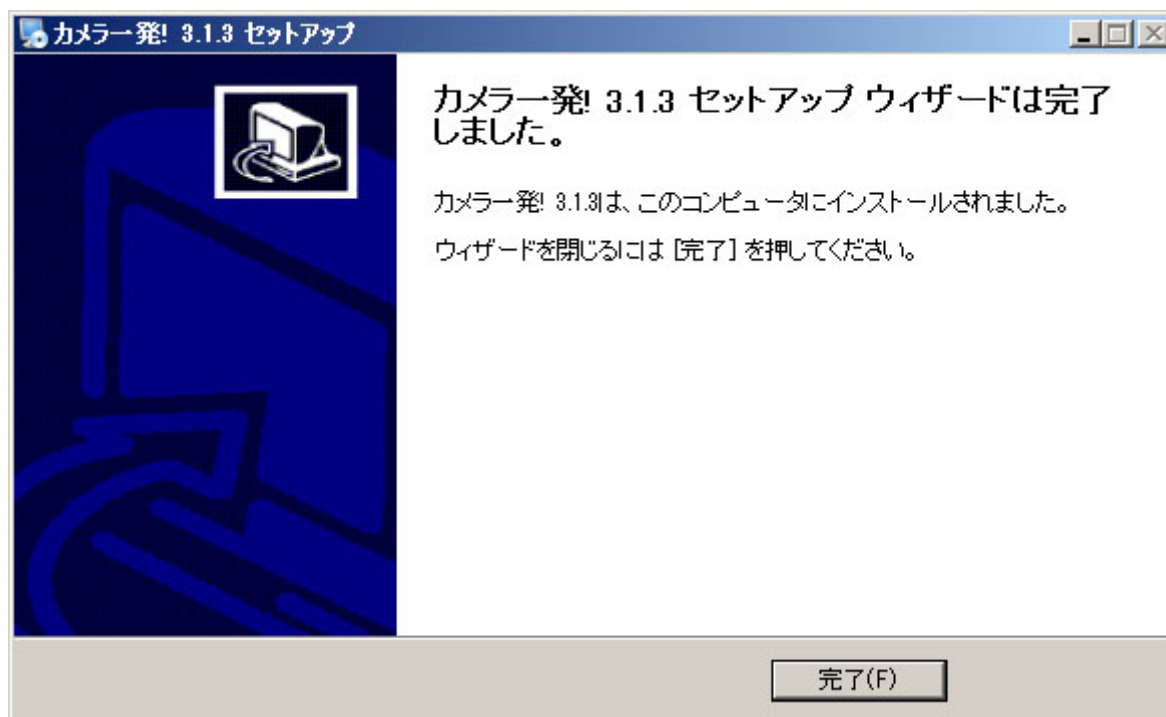 カメラ一発! 3.1.3 セットアップ
カメラ一発! 3.1.3 セットアップ ウィザードは完了
しました。
カメラ一発! 3.1.3は、このコンピュータにインストールされました。
ウィザードを閉じるには [完了] を押してください。
完了(F)